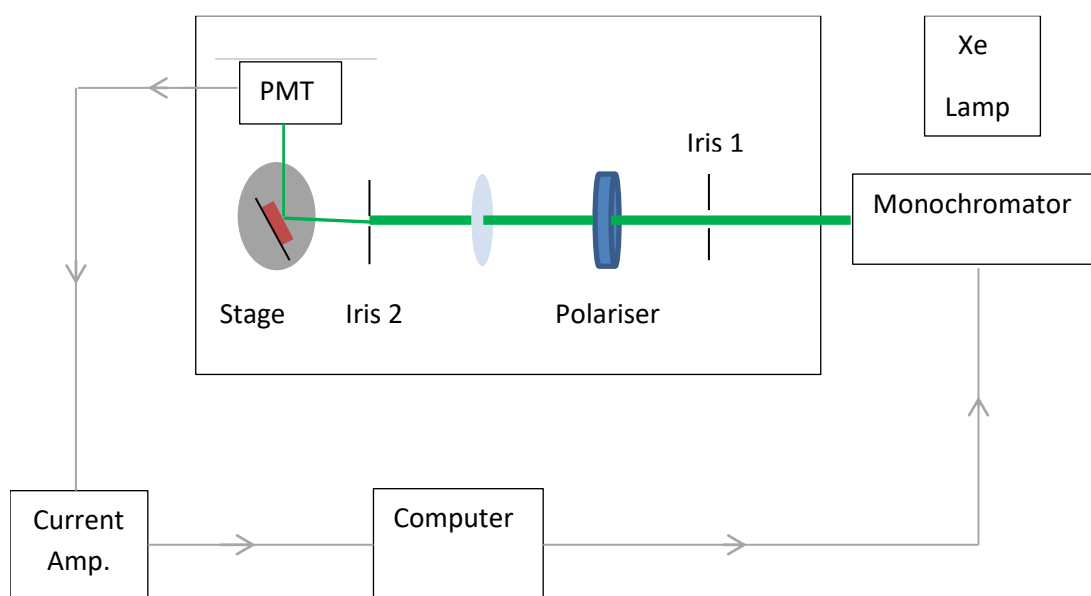 Xe
Lamp
PMT
Iris 1
Monochromator
Stage
Iris 2
Polariser
Current
Amp.
Computer